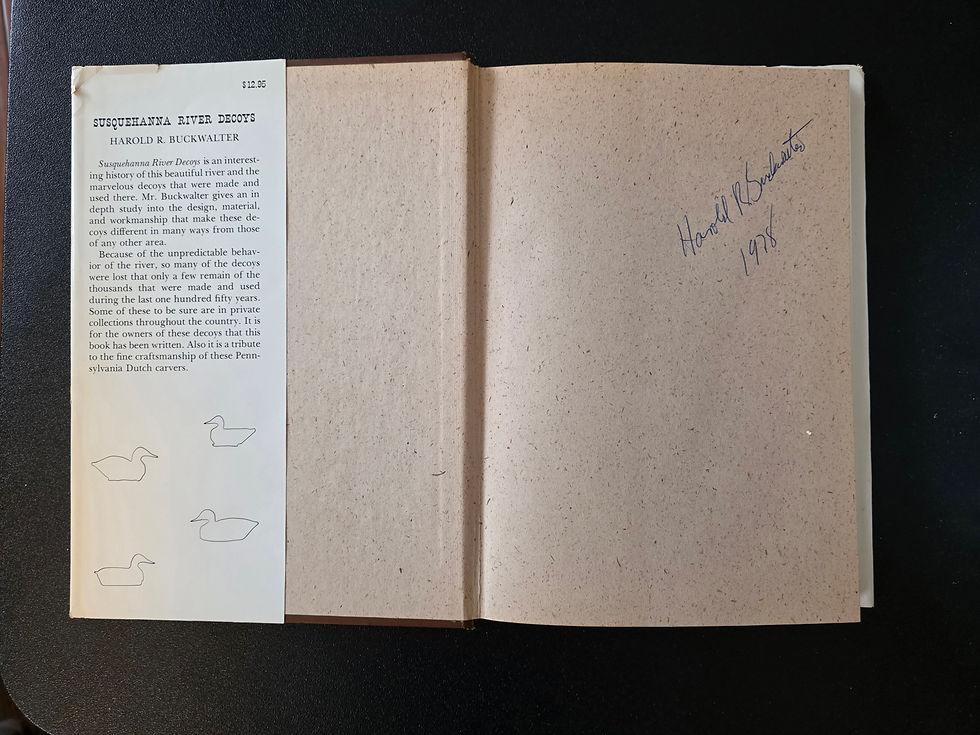 $12.95
SUSQUEHANNA RIVER DECOYS
HAROLD R. BUCKWALTER
Susquehanna River Decoys is an interest-
ing history of this beautiful river and the
marvelous decoys that were made and
used there. Mr. Buckwalter gives an in
depth study into the design, material,
and workmanship that make these de-
coys different in many ways from those
of any other area.
Because of the unpredictable behav-
ior of the river, so many of the decoys
were lost that only a few remain of the
thousands that were made and used
during the last one hundred fifty years.
Some of these to be sure are in private
collections throughout the country. It is
for the owners of these decoys that this
book has been written. Also it is a tribute
to the fine craftsmanship of these Penn-
sylvania Dutch carvers.
Harold R. Buckwalter
1978